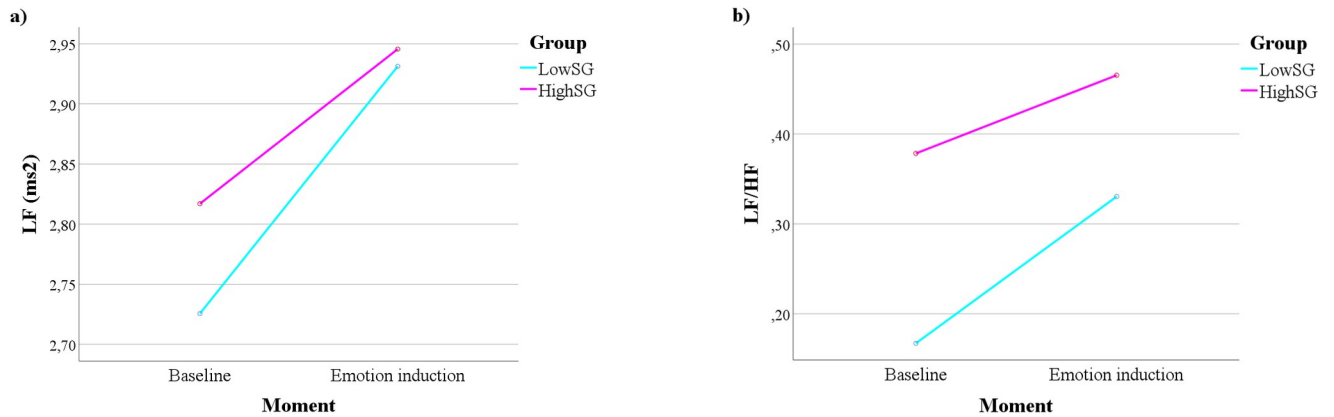 a)
LF (ms2)
2,95
2,90
2,85
2,80
2,75
2,70
Baseline
Emotion induction
Moment
Group
LowSG
HighSG
b)
LF/HF
,50
,40
,30
,20
Baseline
Emotion induction
Moment
Group
LowSG
HighSG